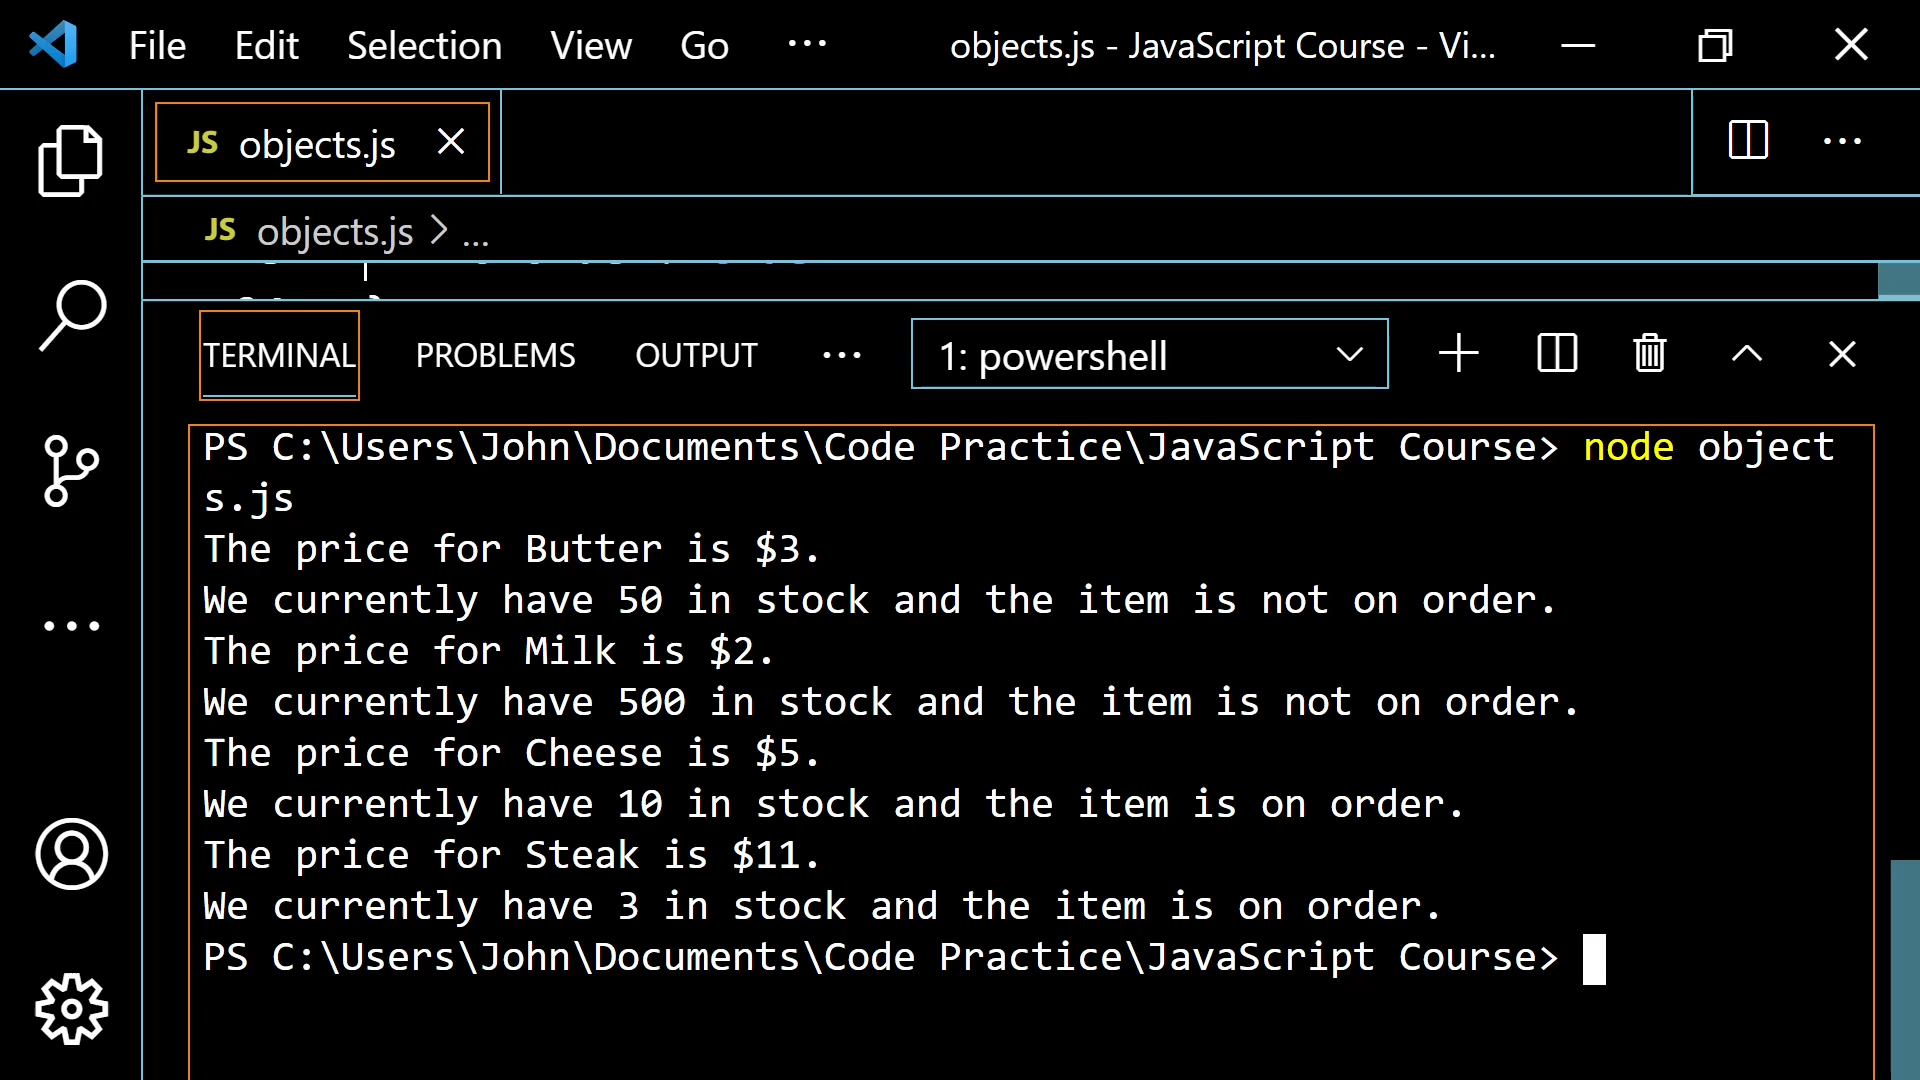 File Edit Selection View Go ··· objects.js - JavaScript Course - Vi...
JS objects.js
JS objects.js > ...
TERMINAL PROBLEMS OUTPUT ··· 1: powershell
PS C:\Users\John\Documents\Code Practice\JavaScript Course> node object
s.js
The price for Butter is $3.
We currently have 50 in stock and the item is not on order.
The price for Milk is $2.
We currently have 500 in stock and the item is not on order.
The price for Cheese is $5.
We currently have 10 in stock and the item is on order.
The price for Steak is $11.
We currently have 3 in stock and the item is on order.
PS C:\Users\John\Documents\Code Practice\JavaScript Course>